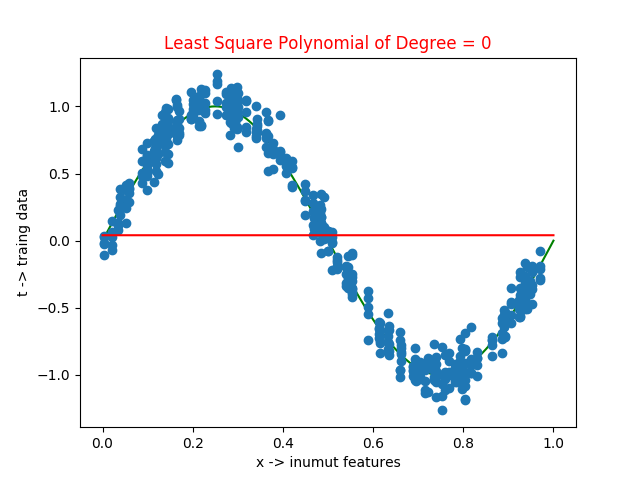 Least Square Polynomial of Degree = 0
1.0
0.5
0.0
−0.5
−1.0
t -> traing data
0.0 0.2 0.4 0.6 0.8 1.0
x -> inumut features